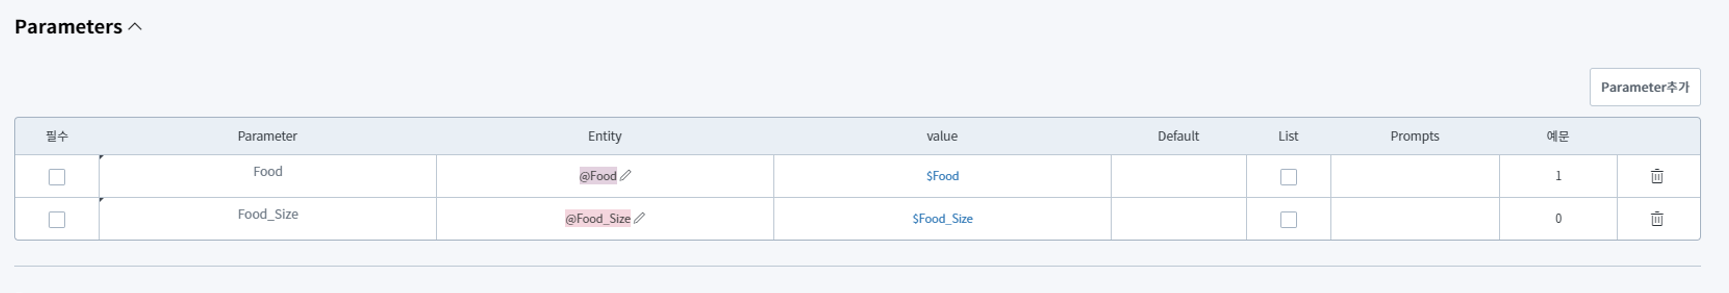 Parameters
Parameter추가
필수 Parameter Entity value Default List Prompts 예문
Food @Food $Food 1
Food_Size @Food_Size $Food_Size 0